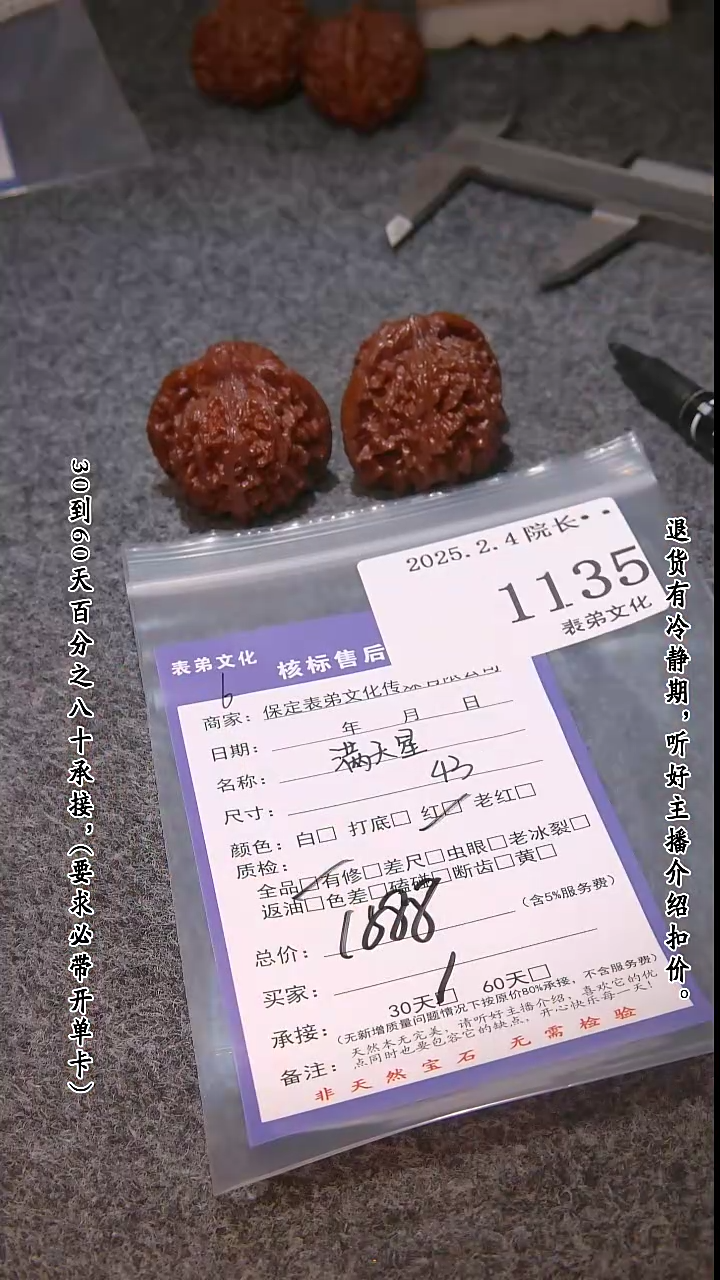 30到60天百分之八十承接,(要求必带开单卡)
退货有冷静期,听好主播介绍扣价。
2025.2.4院长··
1135
表弟文化
表弟文化 核标售后
6
商家: 保定表弟文化传媒有限公司
日期: 年 月 日
名称: 满天星
尺寸: 43
颜色: 白□ 打底□ 红□ 老红□
质检:
全品□有修□差尺□虫眼□老冰裂□
返油□色差□磕碰□断齿□黄□
总价: 1888 (含5%服务费)
买家:
承接: 30天□ 60天□
(无新增质量问题情况下按原价80%承接,不含服务费)
备注: 天然本无完美,请听好主播介绍,喜欢它的优
点同时也要包容它的缺点,开心快乐每一天!
非天然宝石 无需检验